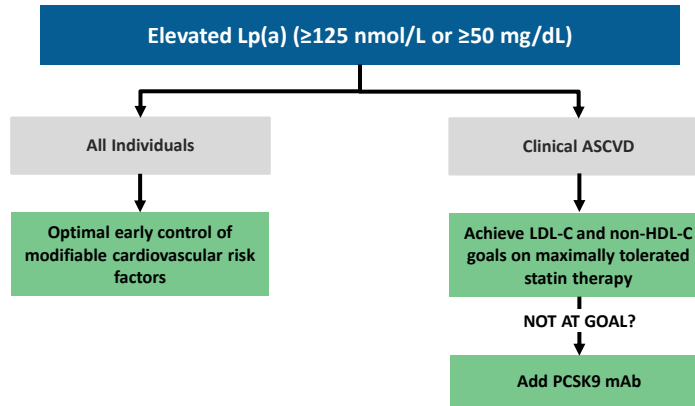 Elevated Lp(a) (≥125 nmol/L or ≥50 mg/dL)
All Individuals
Clinical ASCVD
Optimal early control of
modifiable cardiovascular risk
factors
Achieve LDL-C and non-HDL-C
goals on maximally tolerated
statin therapy
NOT AT GOAL?
Add PCSK9 mAb